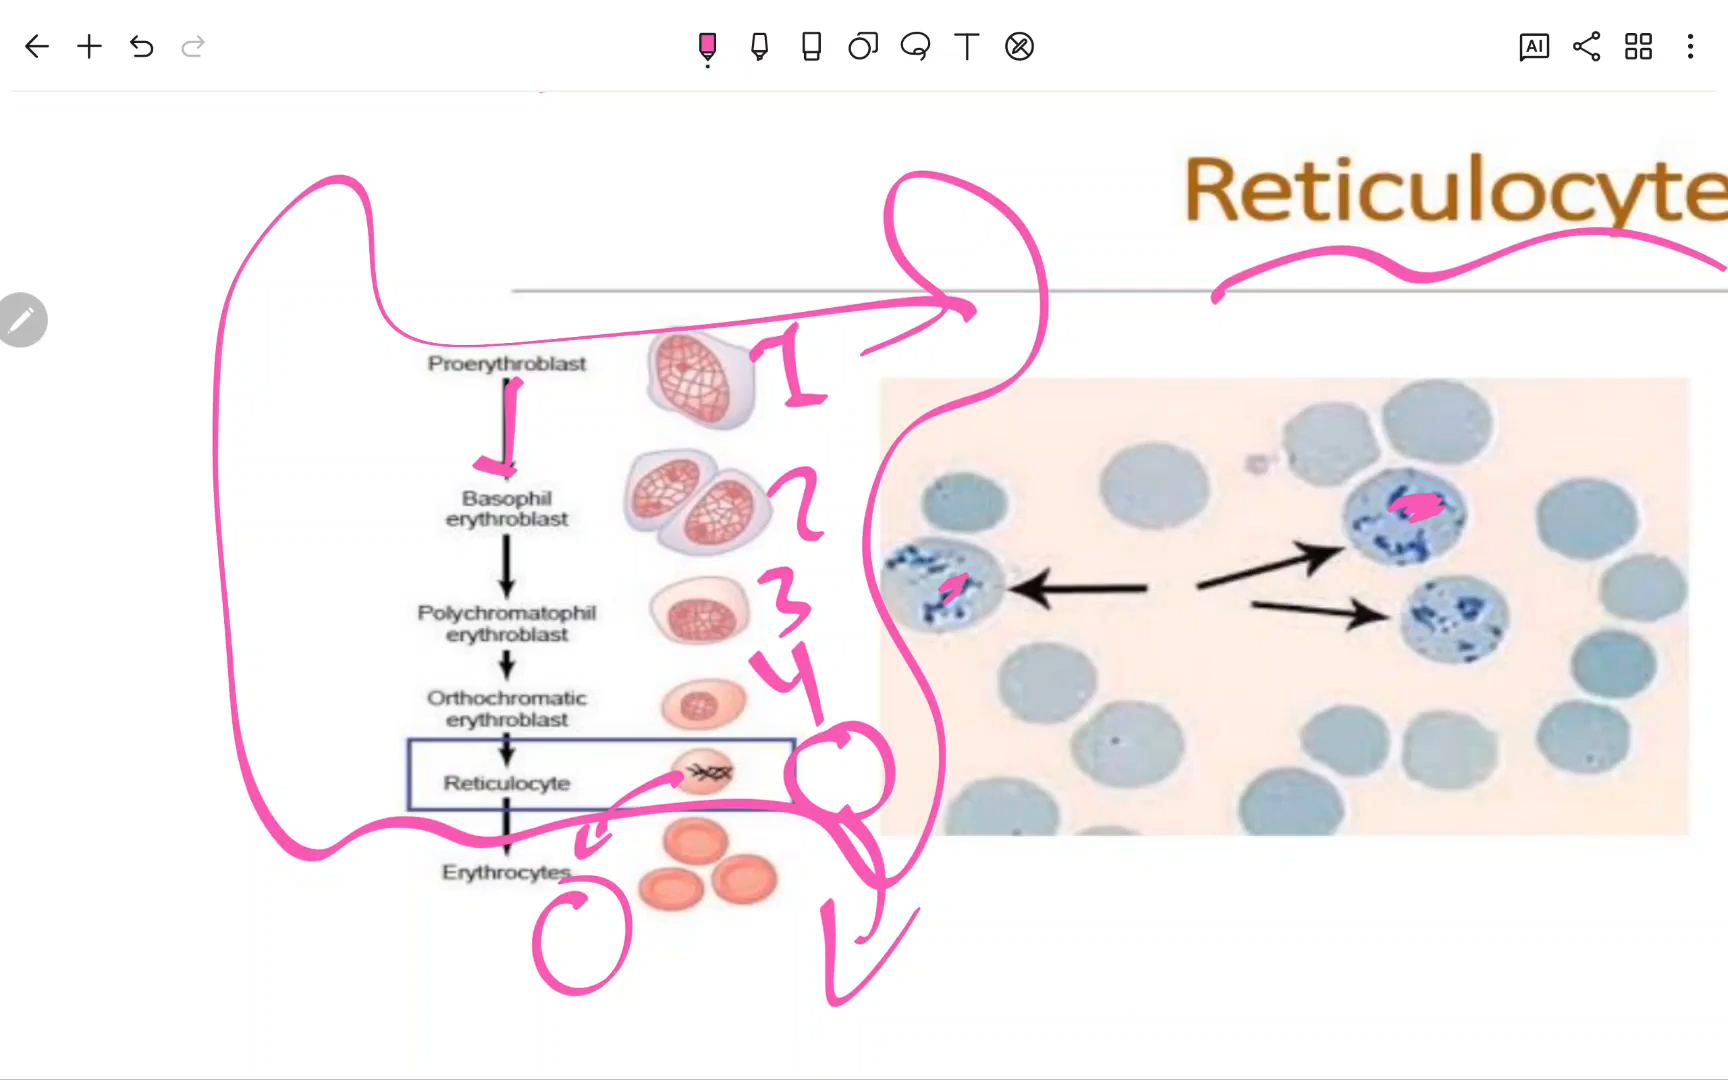 AI
Reticulocyte
Proerythroblast
1
Basophil
erythroblast
2
Polychromatophil
erythroblast
3
4
Orthochromatic
erythroblast
Reticulocyte
Erythrocytes